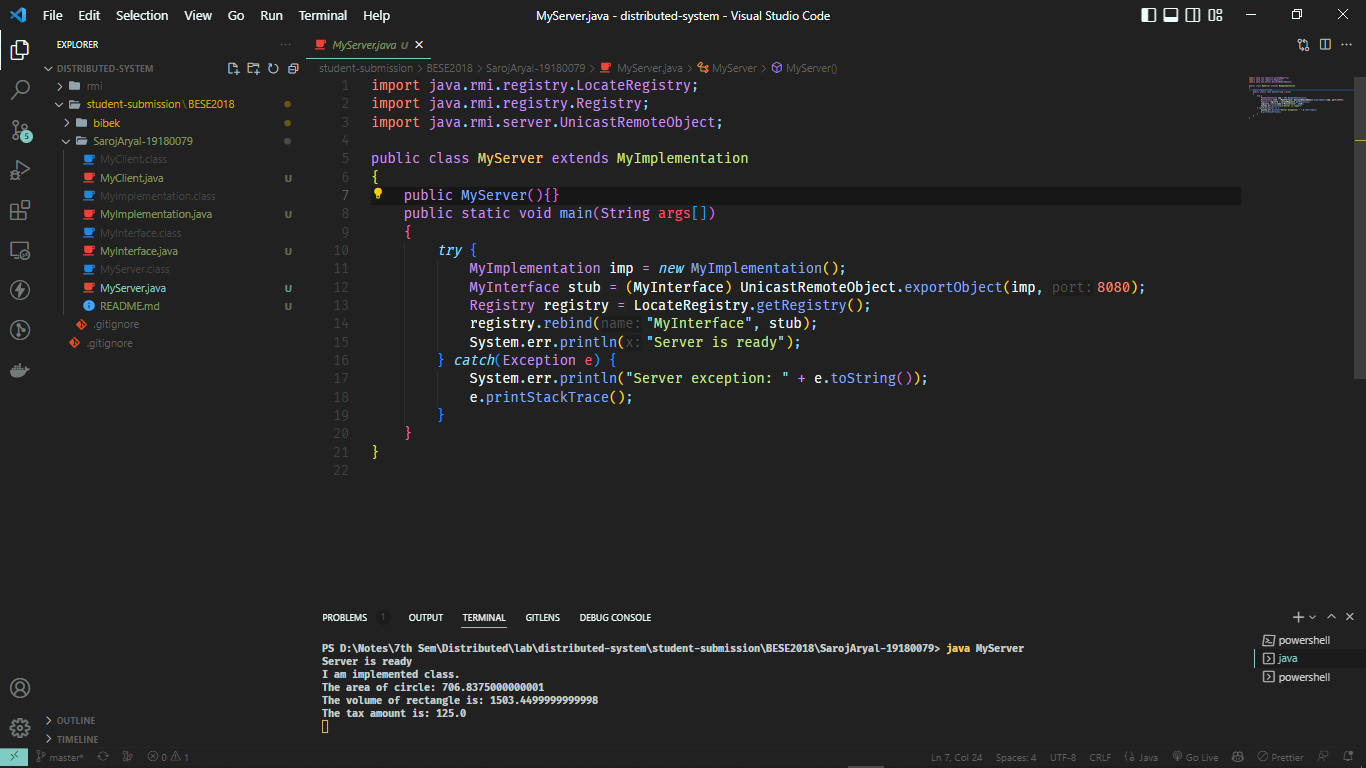 File Edit Selection View Go Run Terminal Help
MyServer.java - distributed-system - Visual Studio Code
EXPLORER
DISTRIBUTED-SYSTEM
rmi
student-submission\BESE2018
bibek
SarojAryal-19180079
MyClient.class
MyClient.java U
MyImplementation.class
MyImplementation.java U
MyInterface.class
MyInterface.java U
MyServer.class
MyServer.java U
README.md U
.gitignore
.gitignore
5
OUTLINE
TIMELINE
MyServer.java U
student-submission > BESE2018 > SarojAryal-19180079 > MyServer.java > MyServer > MyServer()
1 import java.rmi.registry.LocateRegistry;
2 import java.rmi.registry.Registry;
3 import java.rmi.server.UnicastRemoteObject;
4
5 public class MyServer extends MyImplementation
6 {
7 public MyServer(){}
8 public static void main(String args[])
9 {
10 try {
11 MyImplementation imp = new MyImplementation();
12 MyInterface stub = (MyInterface) UnicastRemoteObject.exportObject(imp, port: 8080);
13 Registry registry = LocateRegistry.getRegistry();
14 registry.rebind(name: "MyInterface", stub);
15 System.err.println(x: "Server is ready");
16 } catch(Exception e) {
17 System.err.println("Server exception: " + e.toString());
18 e.printStackTrace();
19 }
20 }
21 }
22
PROBLEMS 1 OUTPUT TERMINAL GITLENS DEBUG CONSOLE
PS D:\Notes\7th Sem\Distributed\lab\distributed-system\student-submission\BESE2018\SarojAryal-19180079> java MyServer
Server is ready
I am implemented class.
The area of circle: 706.8375000000001
The volume of rectangle is: 1503.4499999999998
The tax amount is: 125.0
powershell
java
powershell
master* 0 1 Ln 7, Col 24 Spaces: 4 UTF-8 CRLF Java Go Live Prettier